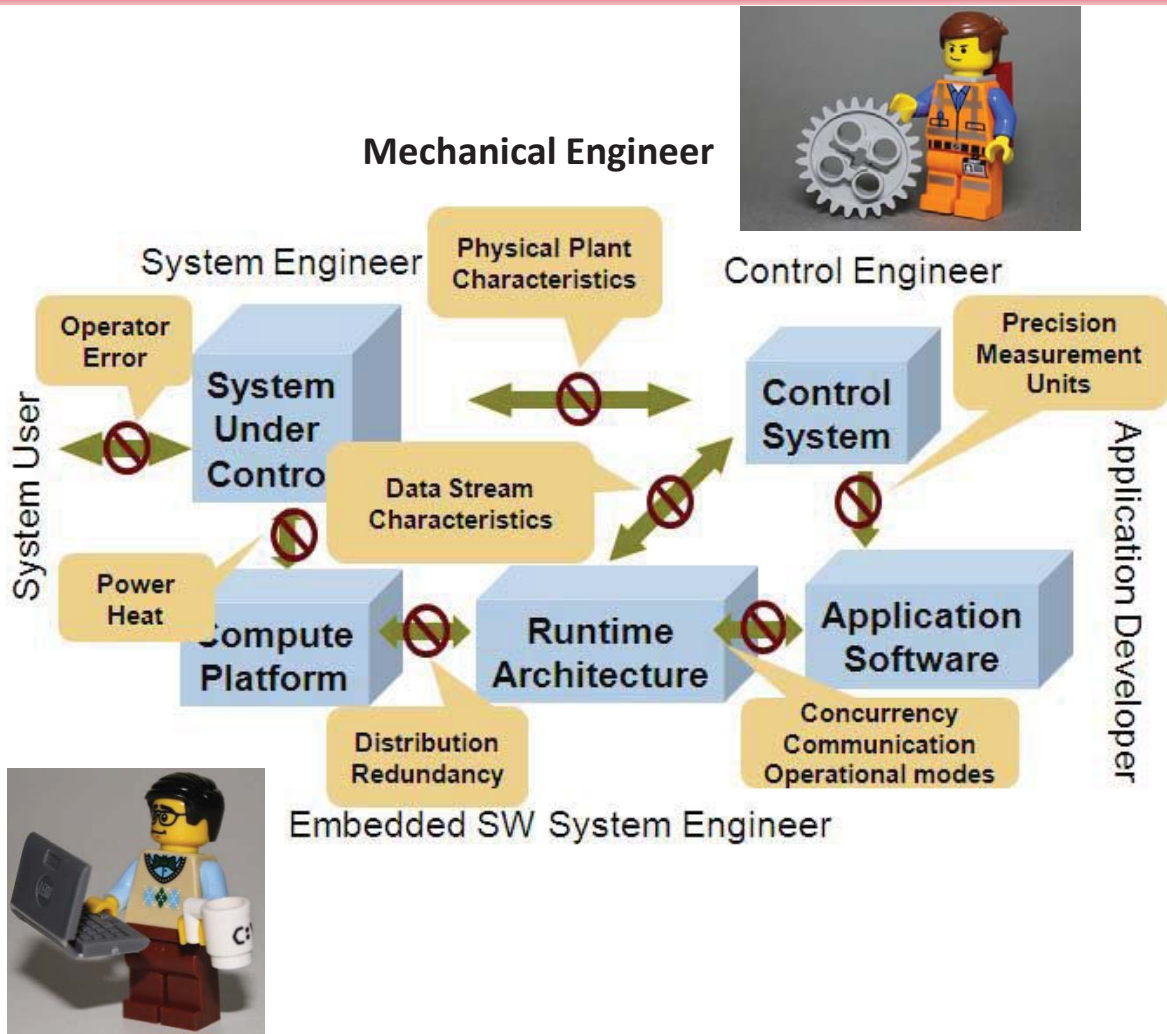 Mechanical Engineer
System Engineer
Physical Plant
Characteristics
Control Engineer
Operator
Error
Precision
Measurement
Units
System
Under
Contro
Control
System
System User
Data Stream
Characteristics
Application Developer
Power
Heat
Compute
Platform
Runtime
Architecture
Application
Software
Distribution
Redundancy
Concurrency
Communication
Operational modes
Embedded SW System Engineer
C:\